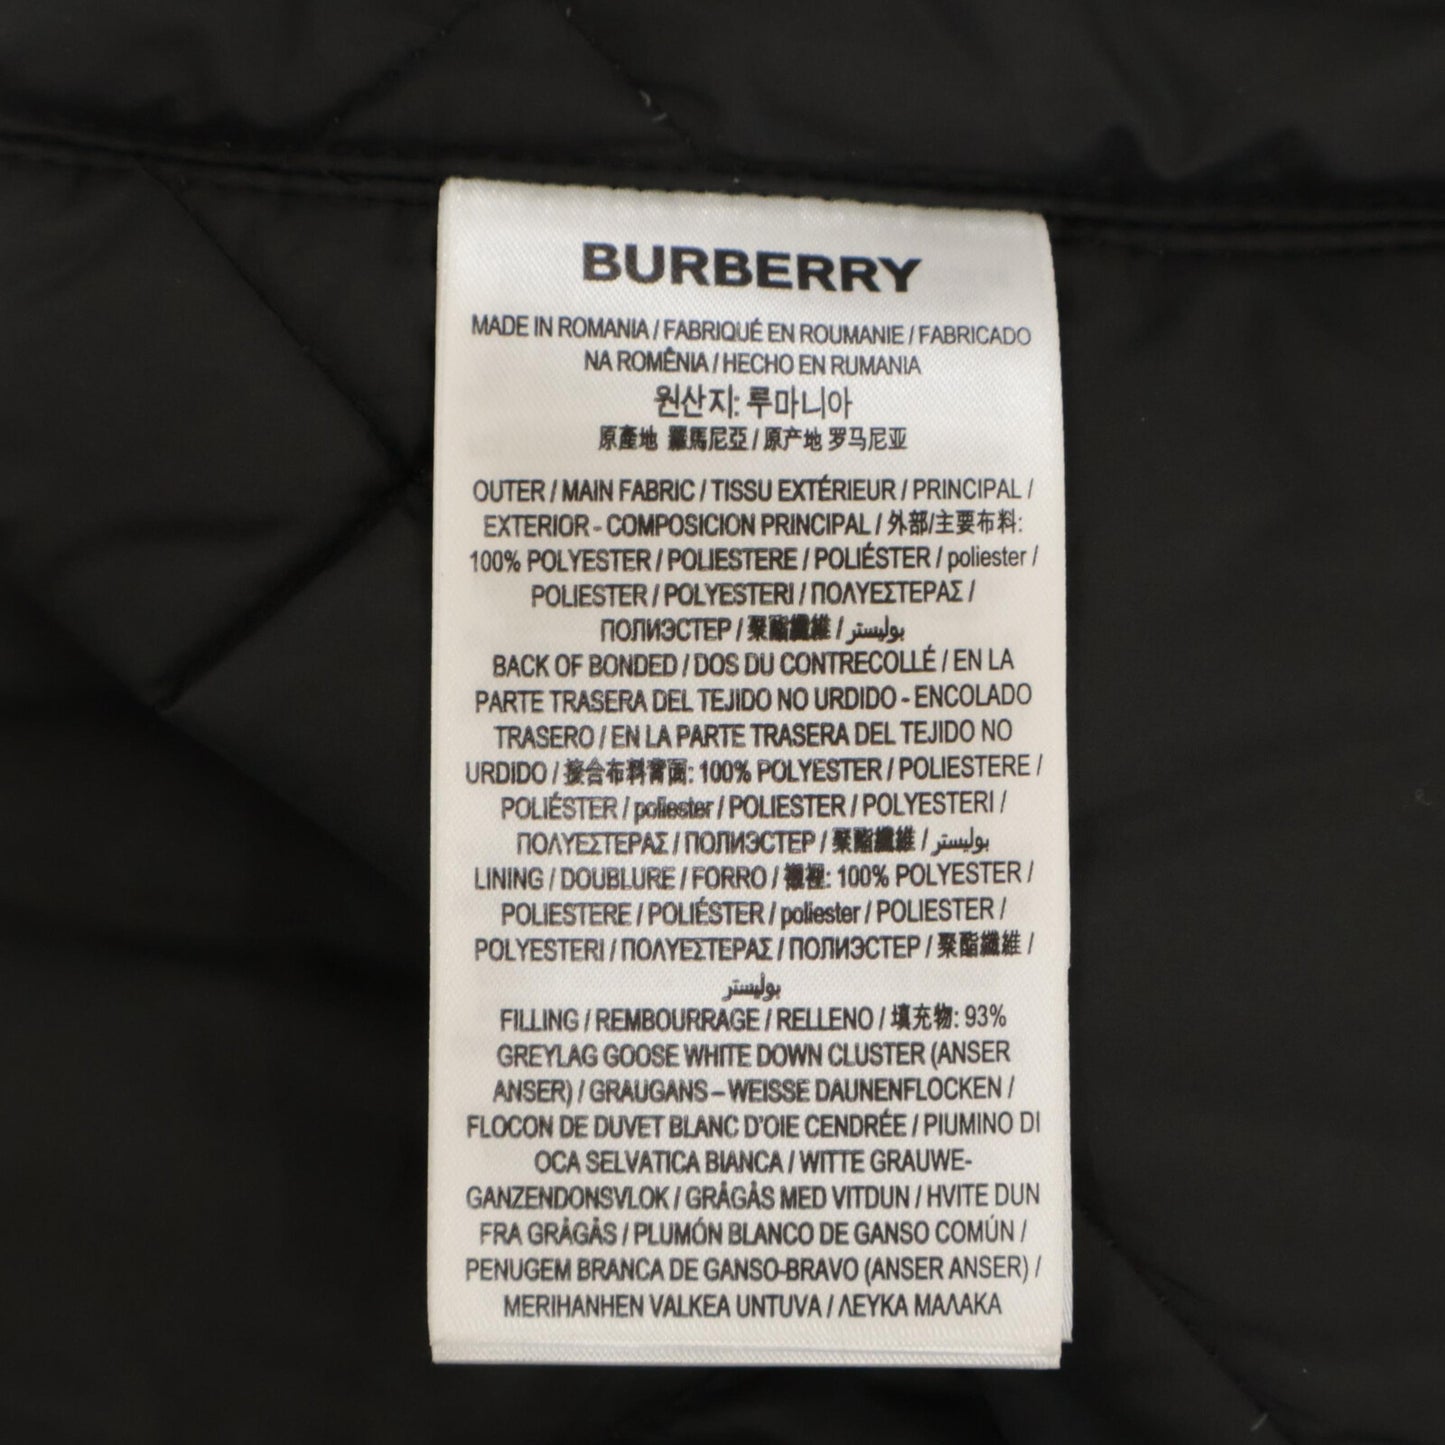 BURBERRY
MADE IN ROMANIA / FABRIQUÉ EN ROUMANIE / FABRICADO
NA ROMÊNIA / HECHO EN RUMANIA
원산지: 루마니아
原產地 羅馬尼亞 / 原产地 罗马尼亚
OUTER / MAIN FABRIC / TISSU EXTÉRIEUR / PRINCIPAL /
EXTERIOR - COMPOSICION PRINCIPAL / 外部/主要布料:
100% POLYESTER / POLIESTERE / POLIÉSTER / poliester /
POLIESTER / POLYESTERI / ΠΟΛΥΕΣΤΕΡΑΣ /
ПОЛИЭСТЕР / 聚酯纖維 / بوليستر
BACK OF BONDED / DOS DU CONTRECOLLÉ / EN LA
PARTE TRASERA DEL TEJIDO NO URDIDO - ENCOLADO
TRASERO / EN LA PARTE TRASERA DEL TEJIDO NO
URDIDO / 接合布料背面: 100% POLYESTER / POLIESTERE /
POLIÉSTER / poliester / POLIESTER / POLYESTERI /
ΠΟΛΥΕΣΤΕΡΑΣ / ПОЛИЭСТЕР / 聚酯纖維 / بوليستر
LINING / DOUBLURE / FORRO / 襯裡: 100% POLYESTER /
POLIESTERE / POLIÉSTER / poliester / POLIESTER /
POLYESTERI / ΠΟΛΥΕΣΤΕΡΑΣ / ПОЛИЭСТЕР / 聚酯纖維 /
بوليستر
FILLING / REMBOURRAGE / RELLENO / 填充物: 93%
GREYLAG GOOSE WHITE DOWN CLUSTER (ANSER
ANSER) / GRAUGANS – WEISSE DAUNENFLOCKEN /
FLOCON DE DUVET BLANC D'OIE CENDRÉE / PIUMINO DI
OCA SELVATICA BIANCA / WITTE GRAUWE-
GANZENDONSVLOK / GRÅGÅS MED VITDUN / HVITE DUN
FRA GRÅGÅS / PLUMÓN BLANCO DE GANSO COMÚN /
PENUGEM BRANCA DE GANSO-BRAVO (ANSER ANSER) /
MERIHANHEN VALKEA UNTUVA / ΛΕΥΚΑ ΜΑΛΑΚΑ